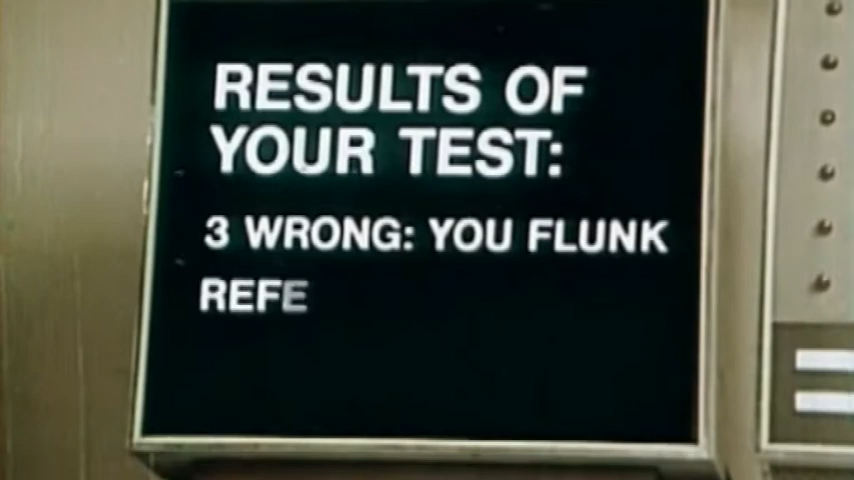 RESULTS OF
YOUR TEST:
3 WRONG: YOU FLUNK
REFE